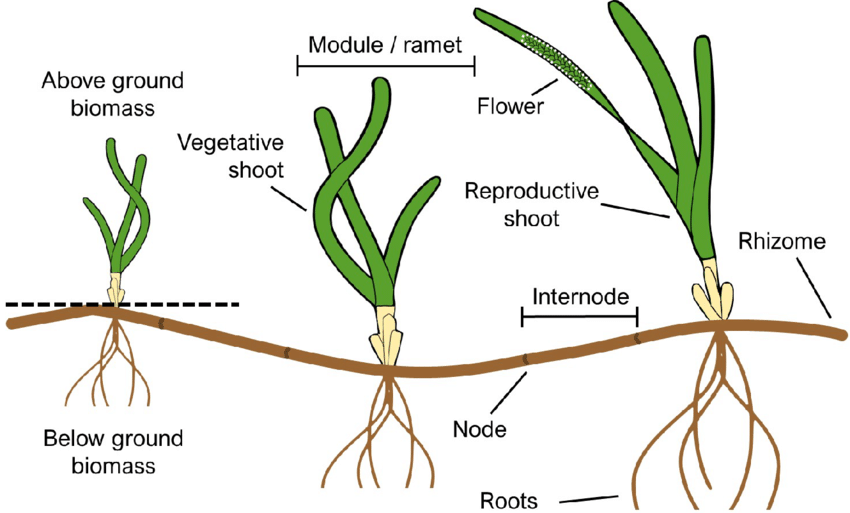 Module / ramet
Above ground
biomass
Flower
Vegetative
shoot
Reproductive
shoot
Rhizome
Internode
Node
Below ground
biomass
Roots